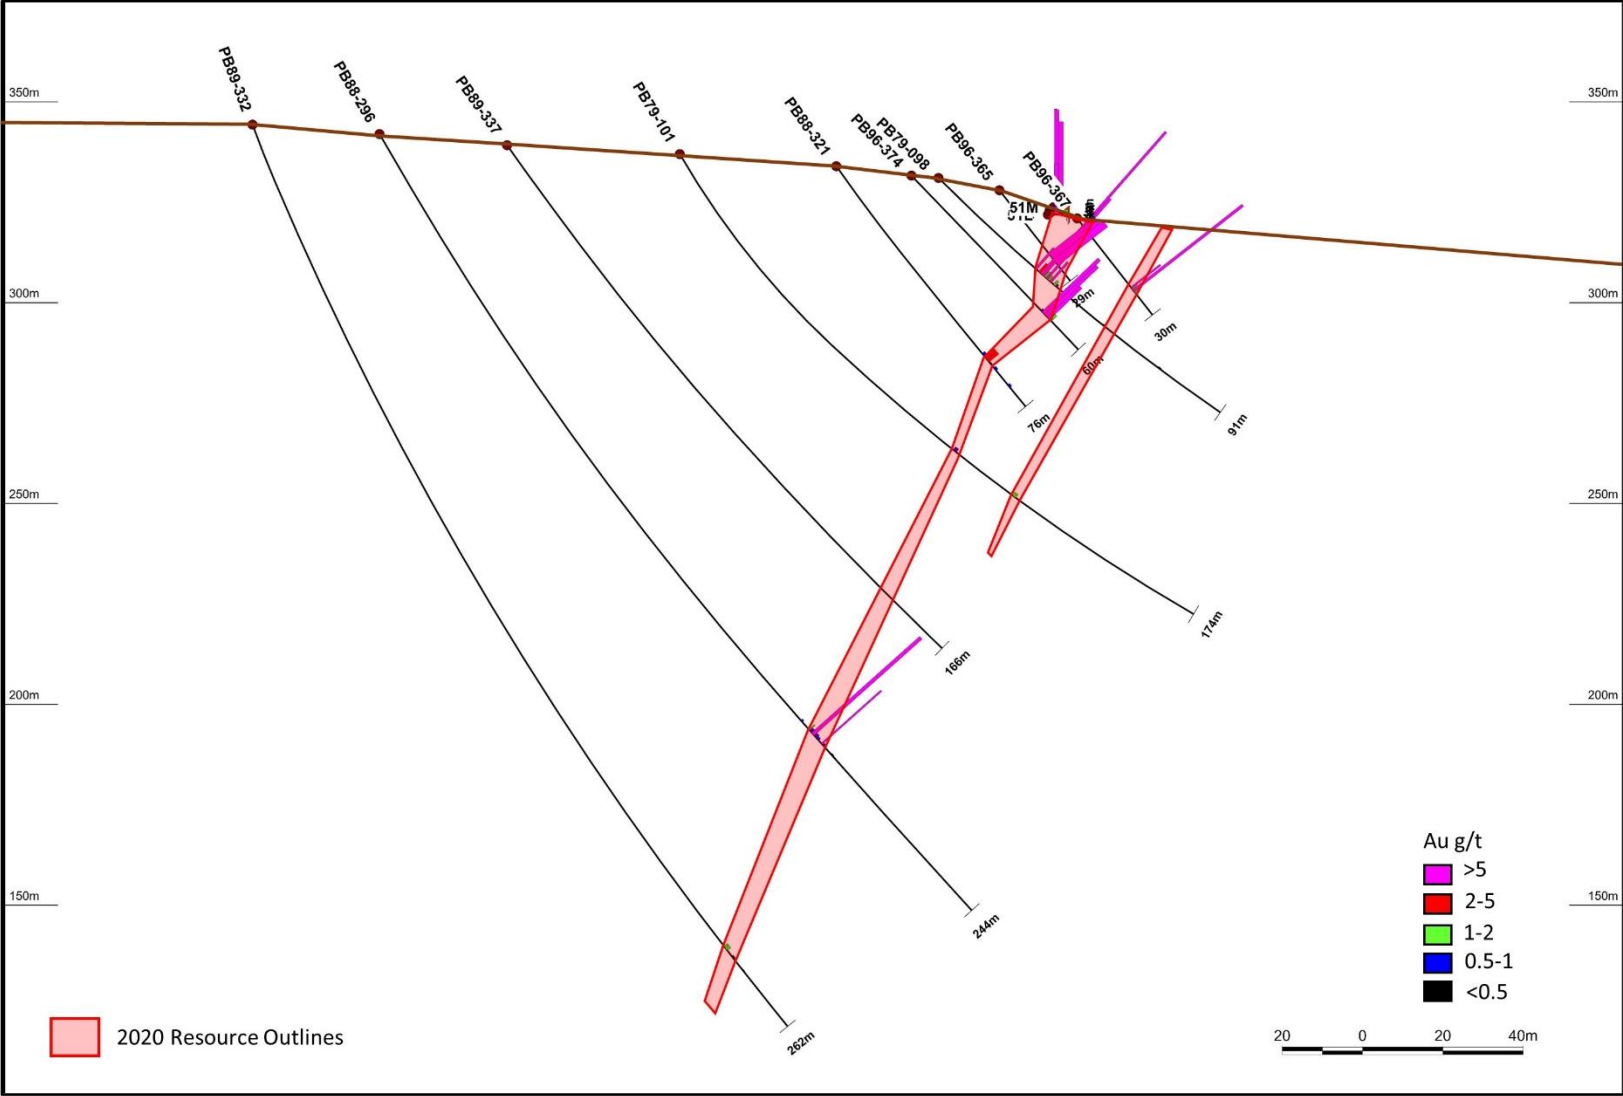 PB89-332
PB88-296
PB89-337
PB79-101
PB88-321
PB96-374
PB79-098
PB96-365
PB96-367
350m
350m
51M
29m
300m
300m
30m
60m
76m
91m
250m
250m
174m
166m
200m
200m
244m
150m
150m
262m
Au g/t
>5
2-5
1-2
0.5-1
<0.5
2020 Resource Outlines
20 0 20 40m